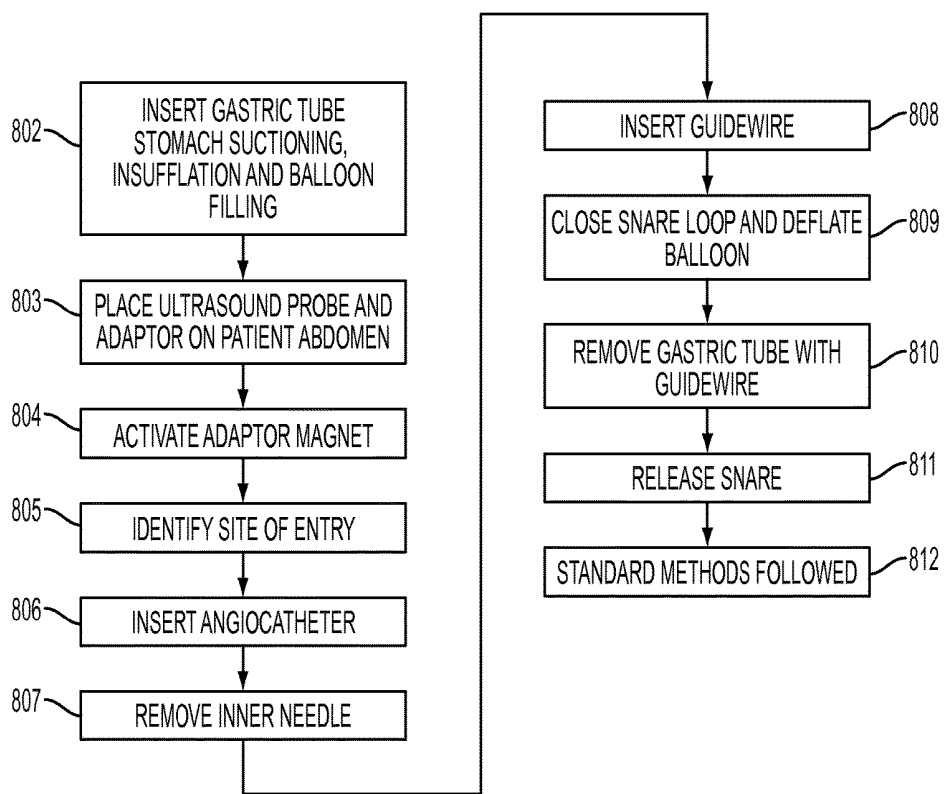 802
INSERT GASTRIC TUBE
STOMACH SUCTIONING,
INSUFFLATION AND BALLOON
FILLING
803
PLACE ULTRASOUND PROBE AND
ADAPTOR ON PATIENT ABDOMEN
804
ACTIVATE ADAPTOR MAGNET
805
IDENTIFY SITE OF ENTRY
806
INSERT ANGIOCATHETER
807
REMOVE INNER NEEDLE
INSERT GUIDEWIRE
808
CLOSE SNARE LOOP AND DEFLATE
BALLOON
809
REMOVE GASTRIC TUBE WITH
GUIDEWIRE
810
RELEASE SNARE
811
STANDARD METHODS FOLLOWED
812